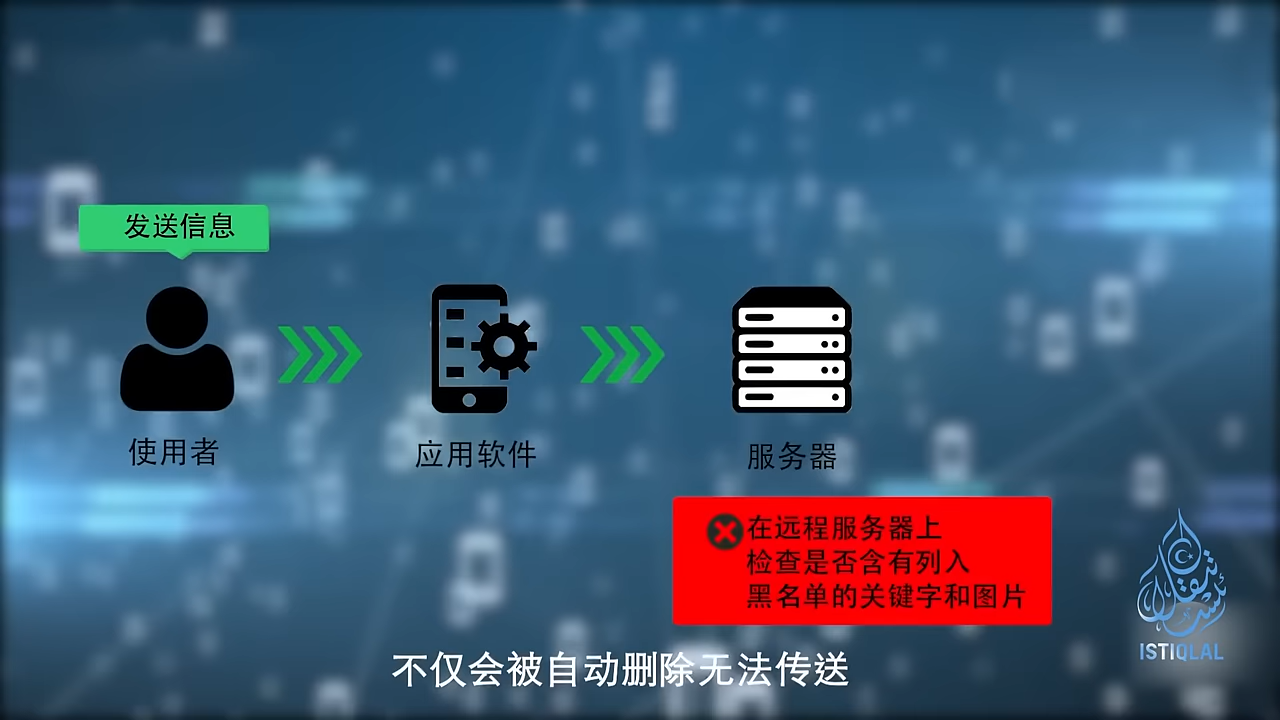 发送信息
使用者
应用软件
服务器
在远程服务器上
检查是否含有列入
黑名单的关键字和图片
不仅会被自动删除无法传送
ISTIQLAL